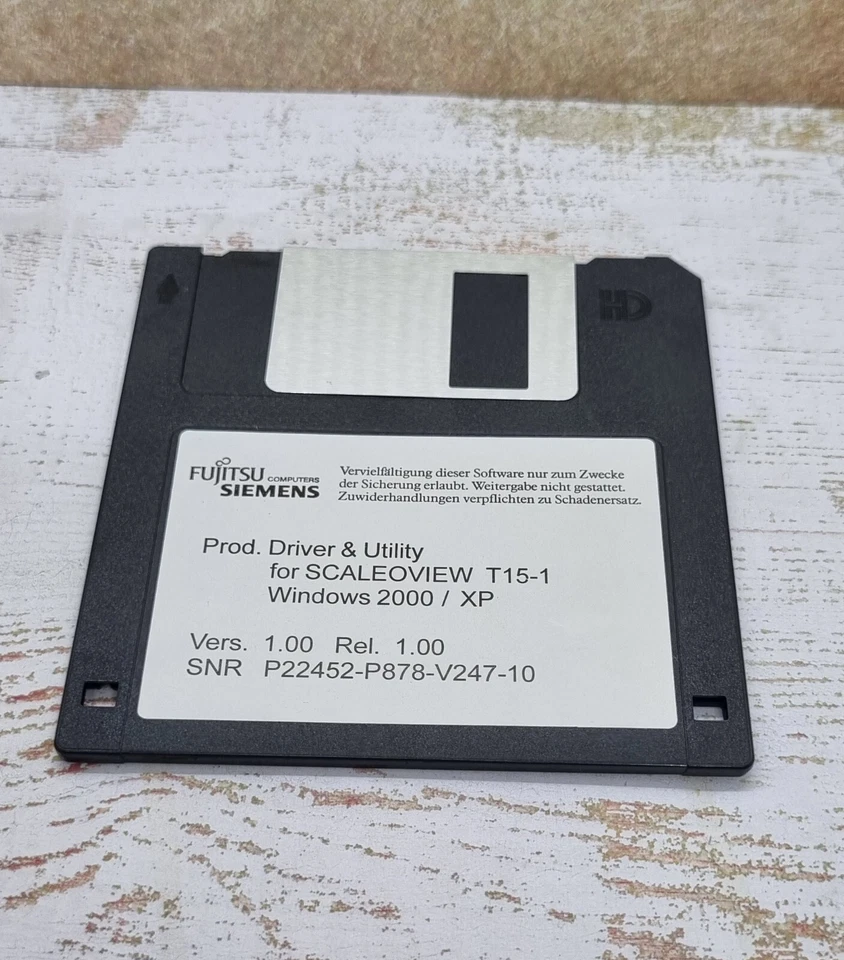 HD
FUJITSU COMPUTERS
SIEMENS
Vervielfältigung dieser Software nur zum Zwecke
der Sicherung erlaubt. Weitergabe nicht gestattet.
Zuwiderhandlungen verpflichten zu Schadenersatz.
Prod. Driver & Utility
for SCALEOVIEW T15-1
Windows 2000 / XP
Vers. 1.00 Rel. 1.00
SNR P22452-P878-V247-10